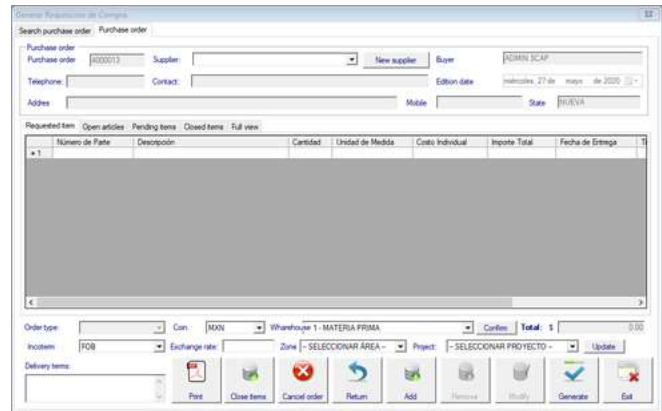 Generar Requisicion de Compra
Search purchase order Purchase order
Purchase order
Purchase order 4000013 Supplier: New supplier Buyer ADMIN SCAP
Telephone: Contact: Edition date miércoles, 27 de mayo de 2020
Addres Mobile State NUEVA
Requested item Open articles Pending items Closed items Full view
Número de Parte Descripción Cantidad Unidad de Medida Costo Individual Importe Total Fecha de Entrega
1
Order type: Coin MXN Wharehouse 1 - MATERIA PRIMA Confirm Total: $ 0.00
Incoterm FOB Exchange rate: Zone -- SELECCIONAR ÁREA -- Project: -- SELECCIONAR PROYECTO -- Update
Delivery terms:
Print Close items Cancel order Return Add Remove Modify Generate Exit